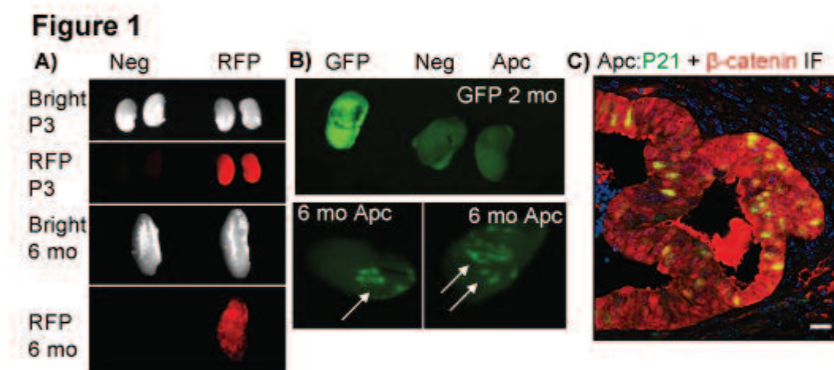 Figure 1
A) Neg RFP
Bright P3
RFP P3
Bright 6 mo
RFP 6 mo
B) GFP Neg Apc
GFP 2 mo
6 mo Apc 6 mo Apc
C) Apc:P21 + β-catenin IF